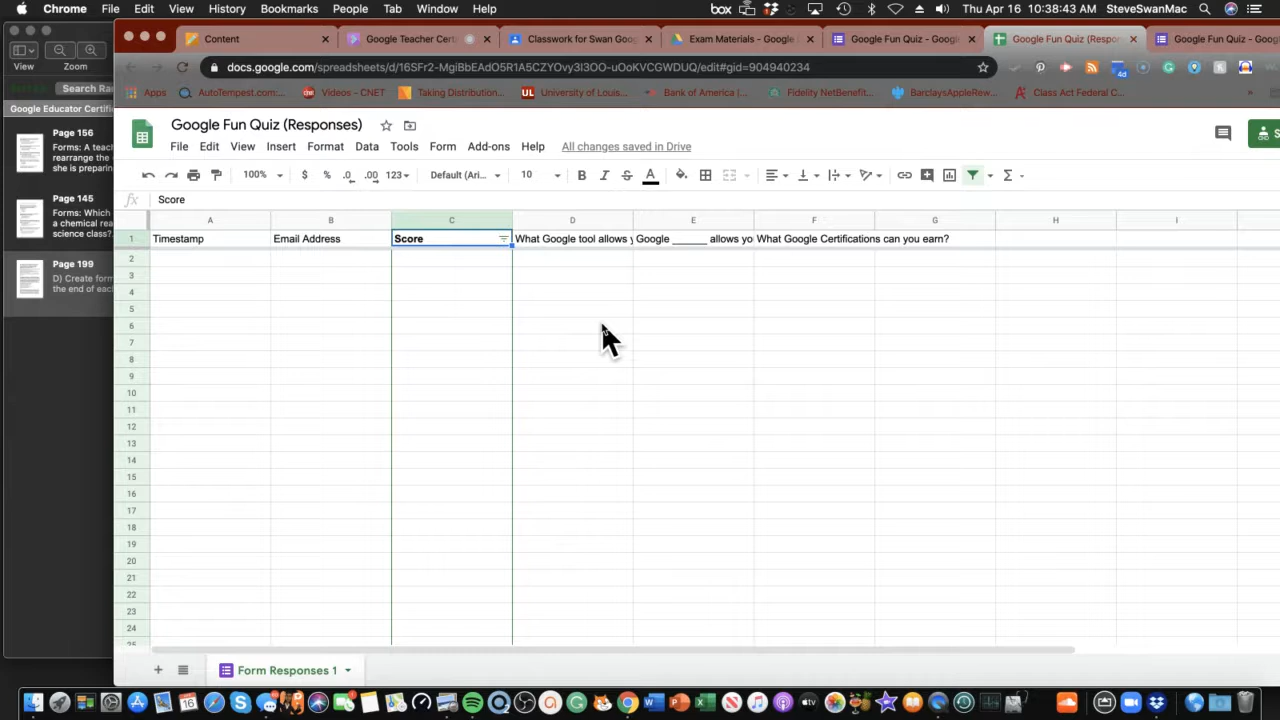 Chrome File Edit View History Bookmarks People Tab Window Help box Thu Apr 16 10:38:43 AM SteveSwanMac
Content Google Teacher Cert Classwork for Swan Goo Exam Materials - Google Google Fun Quiz - Google Google Fun Quiz (Respon Google Fun Quiz - Goog
View Zoom
docs.google.com/spreadsheets/d/16SFr2-MgiBbEAdO5R1A5CZYOvy3I3OO-uOoKVCGWDUQ/edit#gid=904940234 4d
Search Ra
Apps AutoTempest.com:... Videos - CNET Taking Distribution... University of Louis... Bank of America (... Fidelity NetBenefit... BarclaysAppleRew... Class Act Federal C... »
Google Educator Certifi
Page 156
Forms: A teac
rearrange the
she is preparin
Page 145
Forms: Which
a chemical rea
science class?
Page 199
D) Create form
the end of eac
Google Fun Quiz (Responses)
File Edit View Insert Format Data Tools Form Add-ons Help All changes saved in Drive
100% $ % .0 .00 123 Default (Ari... 10 B I S A Σ
fx Score
A B C D E F G H I
1 Timestamp Email Address Score What Google tool allows y Google ______ allows yo What Google Certifications can you earn?
2
3
4
5
6
7
8
9
10
11
12
13
14
15
16
17
18
19
20
21
22
23
24
25
+ Form Responses 1